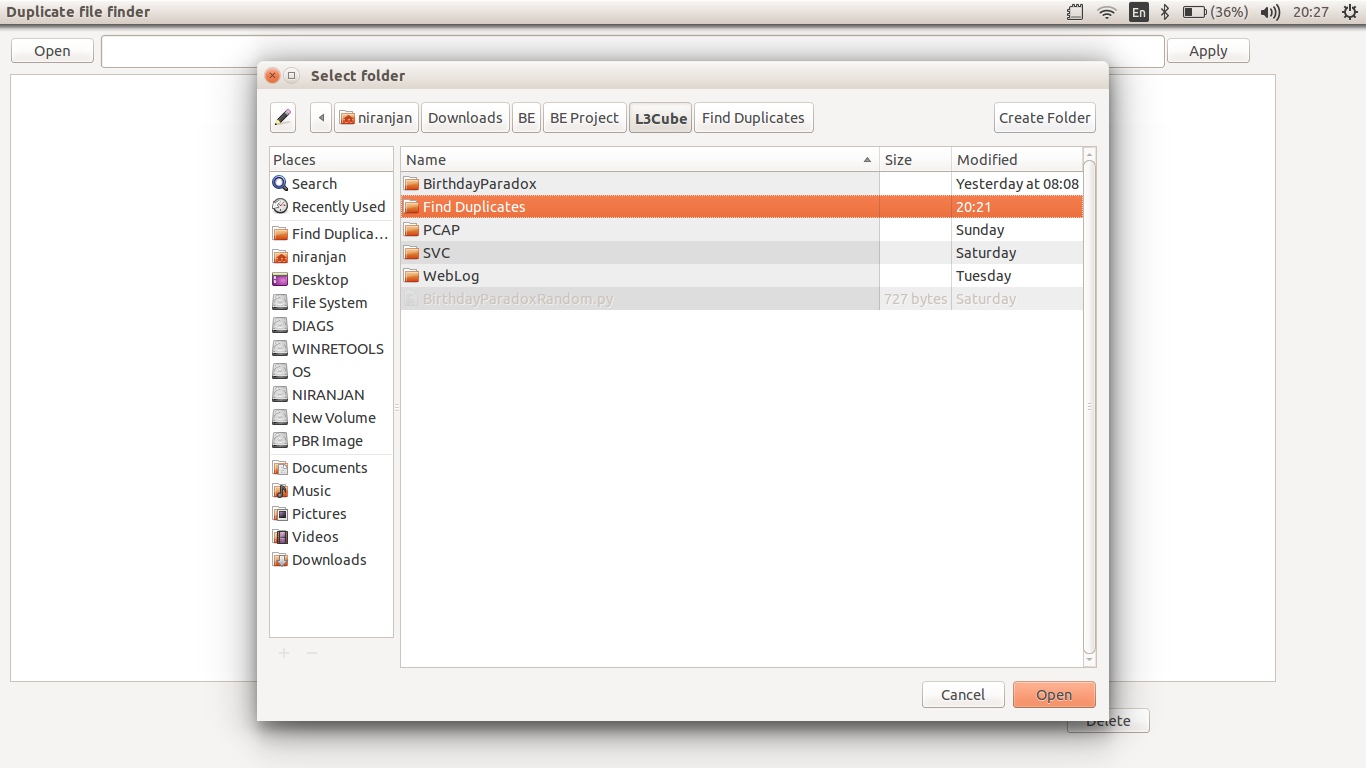 Duplicate file finder En (36%) 20:27
Open Apply
Select folder
niranjan Downloads BE BE Project L3Cube Find Duplicates Create Folder
Places Name Size Modified
Search BirthdayParadox Yesterday at 08:08
Recently Used Find Duplicates 20:21
Find Duplica... PCAP Sunday
niranjan SVC Saturday
Desktop WebLog Tuesday
File System BirthdayParadoxRandom.py 727 bytes Saturday
DIAGS
WINRETOOLS
OS
NIRANJAN
New Volume
PBR Image
Documents
Music
Pictures
Videos
Downloads
Cancel Open
Delete